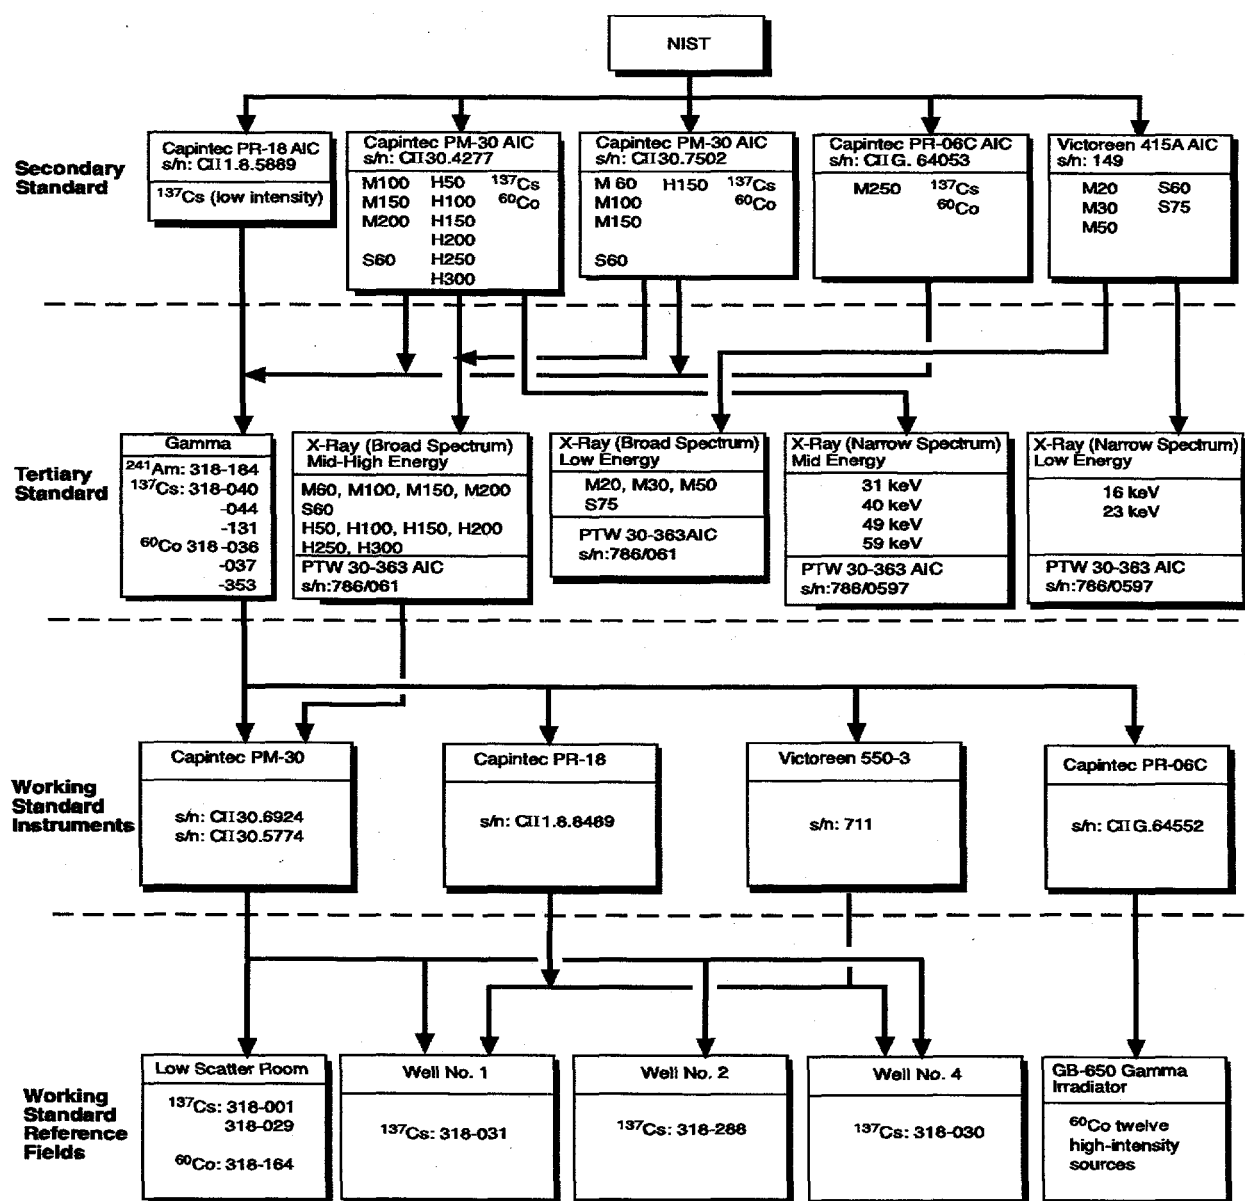 NIST
Secondary
Standard
Capintec PR-18 AIC
s/n: CII1.8.5889
137Cs (low intensity)
Capintec PM-30 AIC
s/n: CII30.4277
M100 H50 137Cs
M150 H100 60Co
M200 H150
H200
S60 H250
H300
Capintec PM-30 AIC
s/n: CII30.7502
M 60 H150 137Cs
M100 60Co
M150
S60
Capintec PR-06C AIC
s/n: CIIG. 64053
M250 137Cs
60Co
Victoreen 415A AIC
s/n: 149
M20 S60
M30 S75
M50
Tertiary
Standard
Gamma
241Am: 318-184
137Cs: 318-040
-044
-131
60Co 318-036
-037
-353
X-Ray (Broad Spectrum)
Mid-High Energy
M60, M100, M150, M200
S60
H50, H100, H150, H200
H250, H300
PTW 30-363 AIC
s/n:786/061
X-Ray (Broad Spectrum)
Low Energy
M20, M30, M50
S75
PTW 30-363AIC
s/n:786/061
X-Ray (Narrow Spectrum)
Mid Energy
31 keV
40 keV
49 keV
59 keV
PTW 30-363 AIC
s/n:786/0597
X-Ray (Narrow Spectrum)
Low Energy
16 keV
23 keV
PTW 30-363 AIC
s/n:786/0597
Working
Standard
Instruments
Capintec PM-30
s/n: CII30.6924
s/n: CII30.5774
Capintec PR-18
s/n: CII1.8.8489
Victoreen 550-3
s/n: 711
Capintec PR-06C
s/n: CIIG.64552
Working
Standard
Reference
Fields
Low Scatter Room
137Cs: 318-001
318-029
60Co: 318-164
Well No. 1
137Cs: 318-031
Well No. 2
137Cs: 318-288
Well No. 4
137Cs: 318-030
GB-650 Gamma
Irradiator
60Co twelve
high-intensity
sources